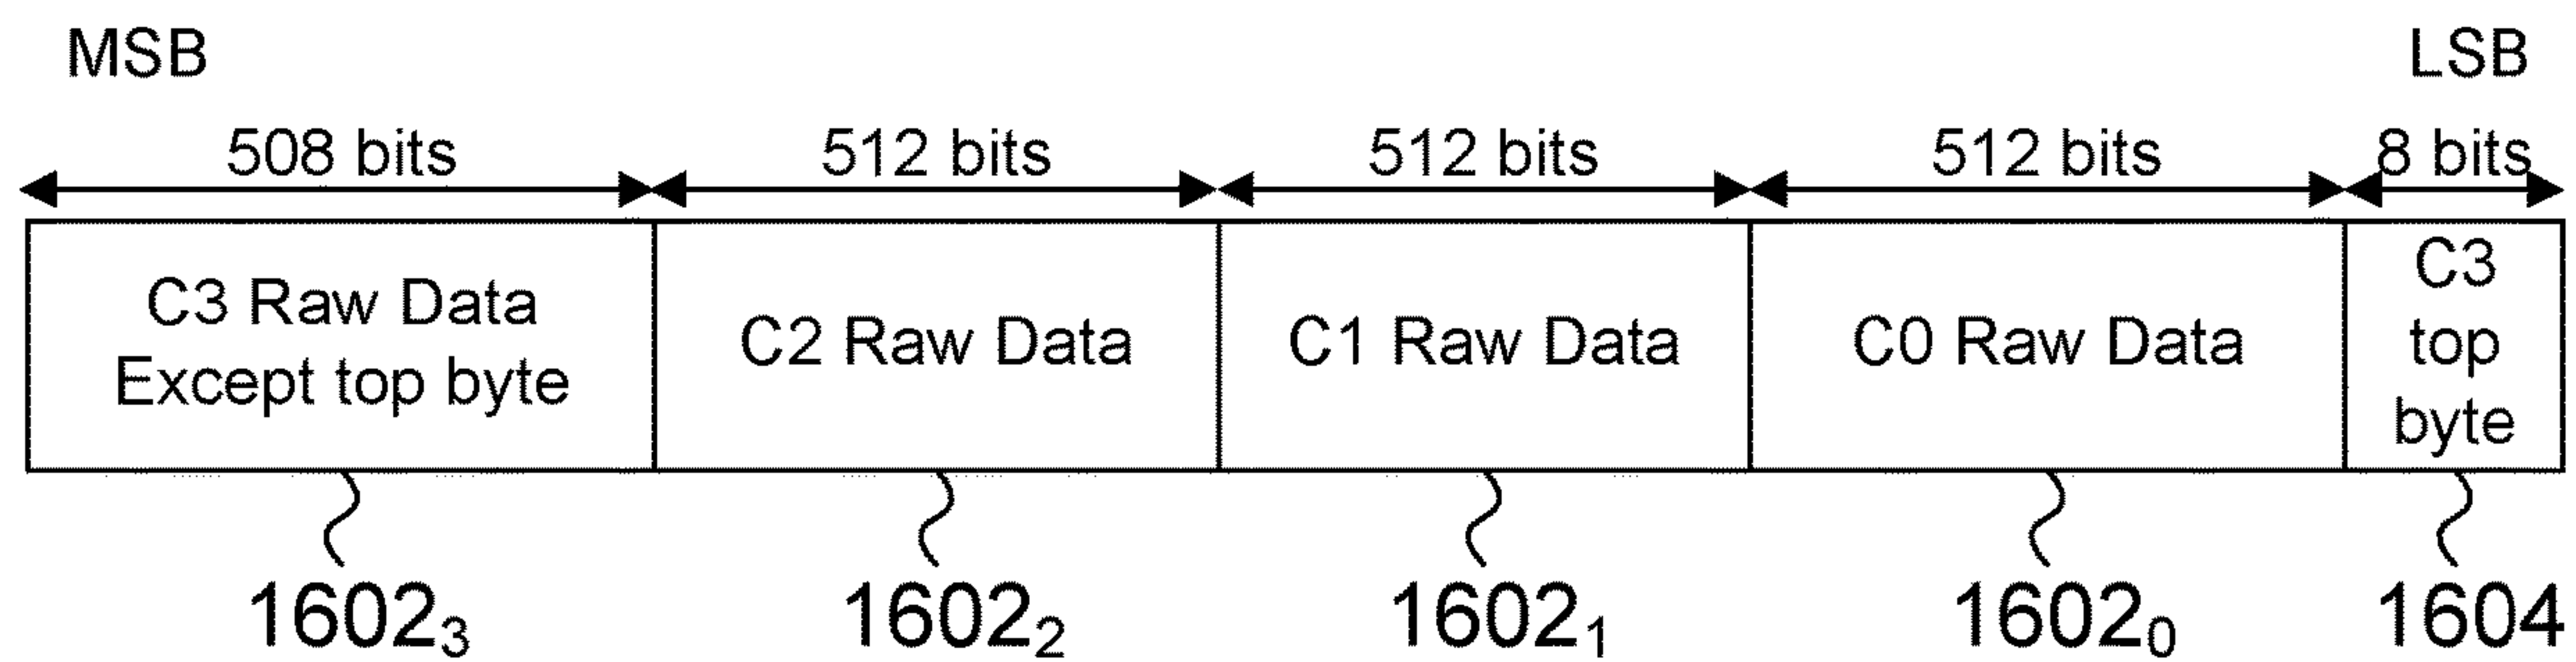 MSB LSB
508 bits 512 bits 512 bits 512 bits 8 bits
C3 Raw Data
Except top byte
C2 Raw Data
C1 Raw Data
C0 Raw Data
C3
top
byte
1602₃ 1602₂ 1602₁ 1602₀ 1604